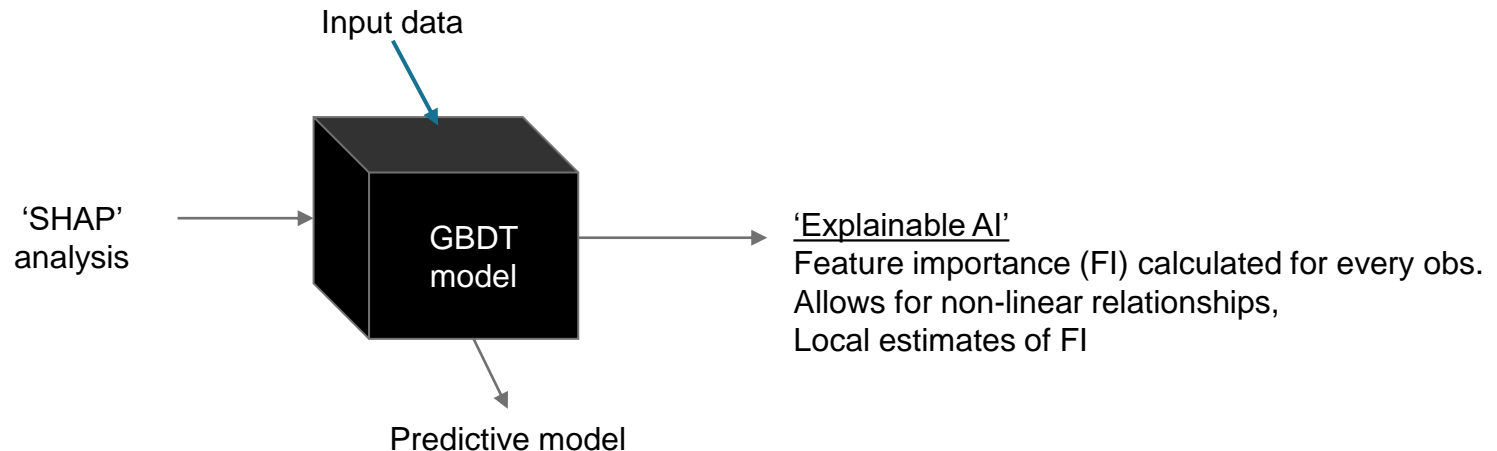 Input data
‘SHAP’
analysis
GBDT
model
‘Explainable AI’
Feature importance (FI) calculated for every obs.
Allows for non-linear relationships,
Local estimates of FI
Predictive model